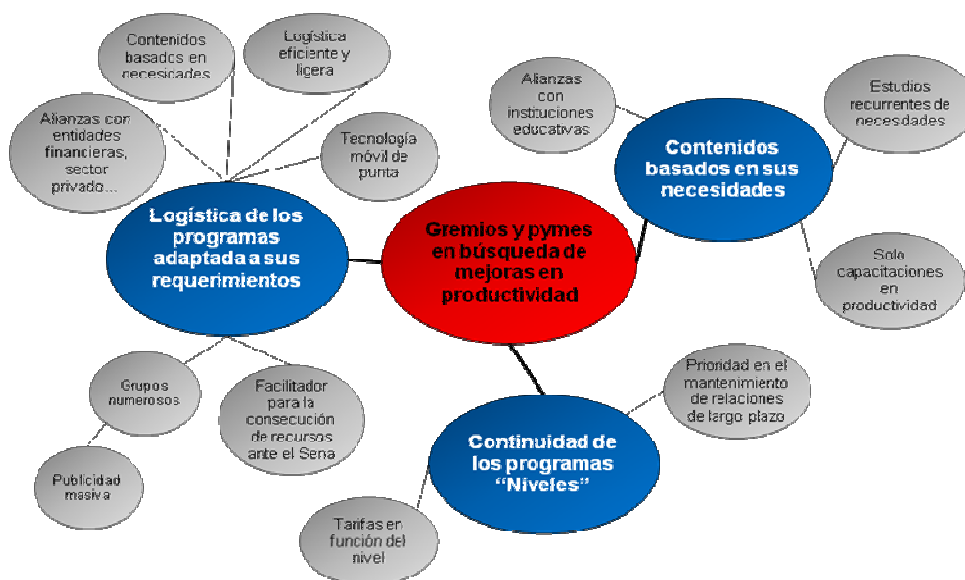 Contenidos
basados en
necesicades
Logística
eficiente y
ligera
Alianzas con
entidades
financieras,
sector
privado...
Tecnología
móvil de
punta
Logística de los
programas
adaptada a sus
requerimientos
Grupos
numerosos
Publicidad
masiva
Facilitador
para la
consecución
de recursos
ante el Sena
Gremios y pymes
en búsqueda de
mejoras en
productividad
Alianzas
con
instituciones
educativas
Estudios
recurrentes de
necesdades
Contenidos
basados en sus
necesidades
Solo
capacitaciones
en
productividad
Prioridad en el
mantenimiento
de relaciones
de largo plazo
Continuidad de
los programas
“Niveles”
Tarifas en
función del
nivel